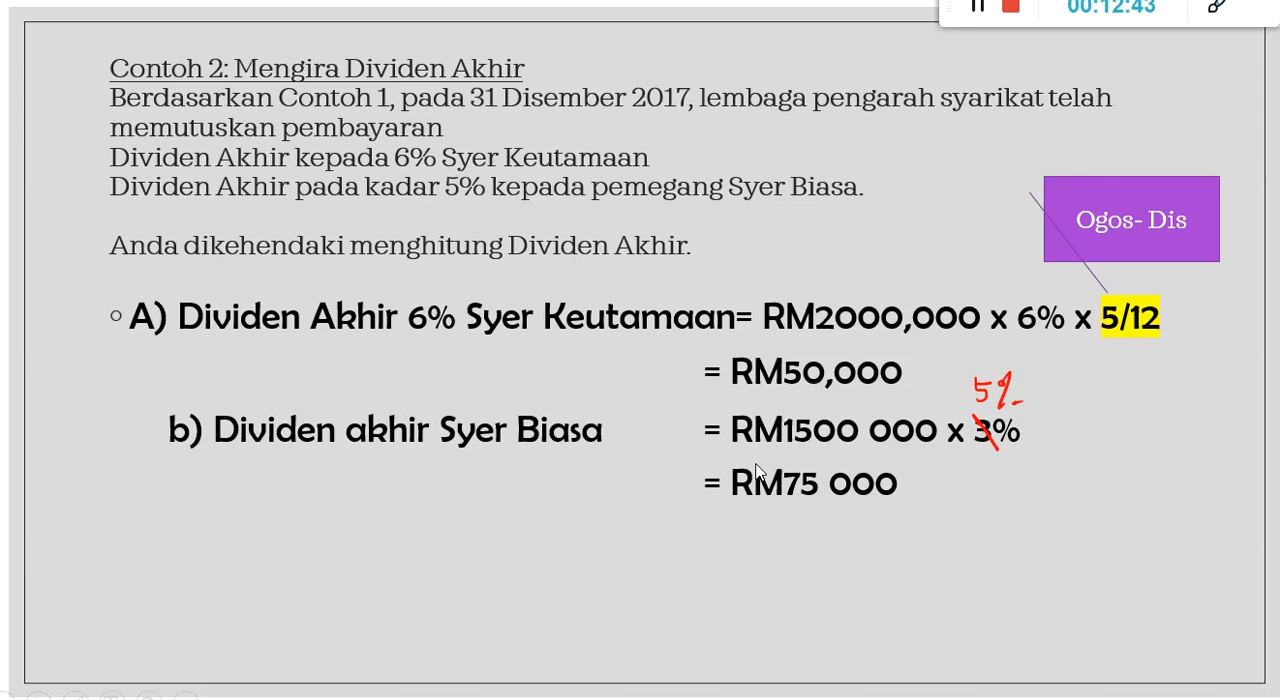 00:12:43
Contoh 2: Mengira Dividen Akhir
Berdasarkan Contoh 1, pada 31 Disember 2017, lembaga pengarah syarikat telah
memutuskan pembayaran
Dividen Akhir kepada 6% Syer Keutamaan
Dividen Akhir pada kadar 5% kepada pemegang Syer Biasa.
Ogos- Dis
Anda dikehendaki menghitung Dividen Akhir.
A) Dividen Akhir 6% Syer Keutamaan= RM2000,000 x 6% x 5/12
= RM50,000
5%
b) Dividen akhir Syer Biasa = RM1500 000 x 3%
= RM75 000